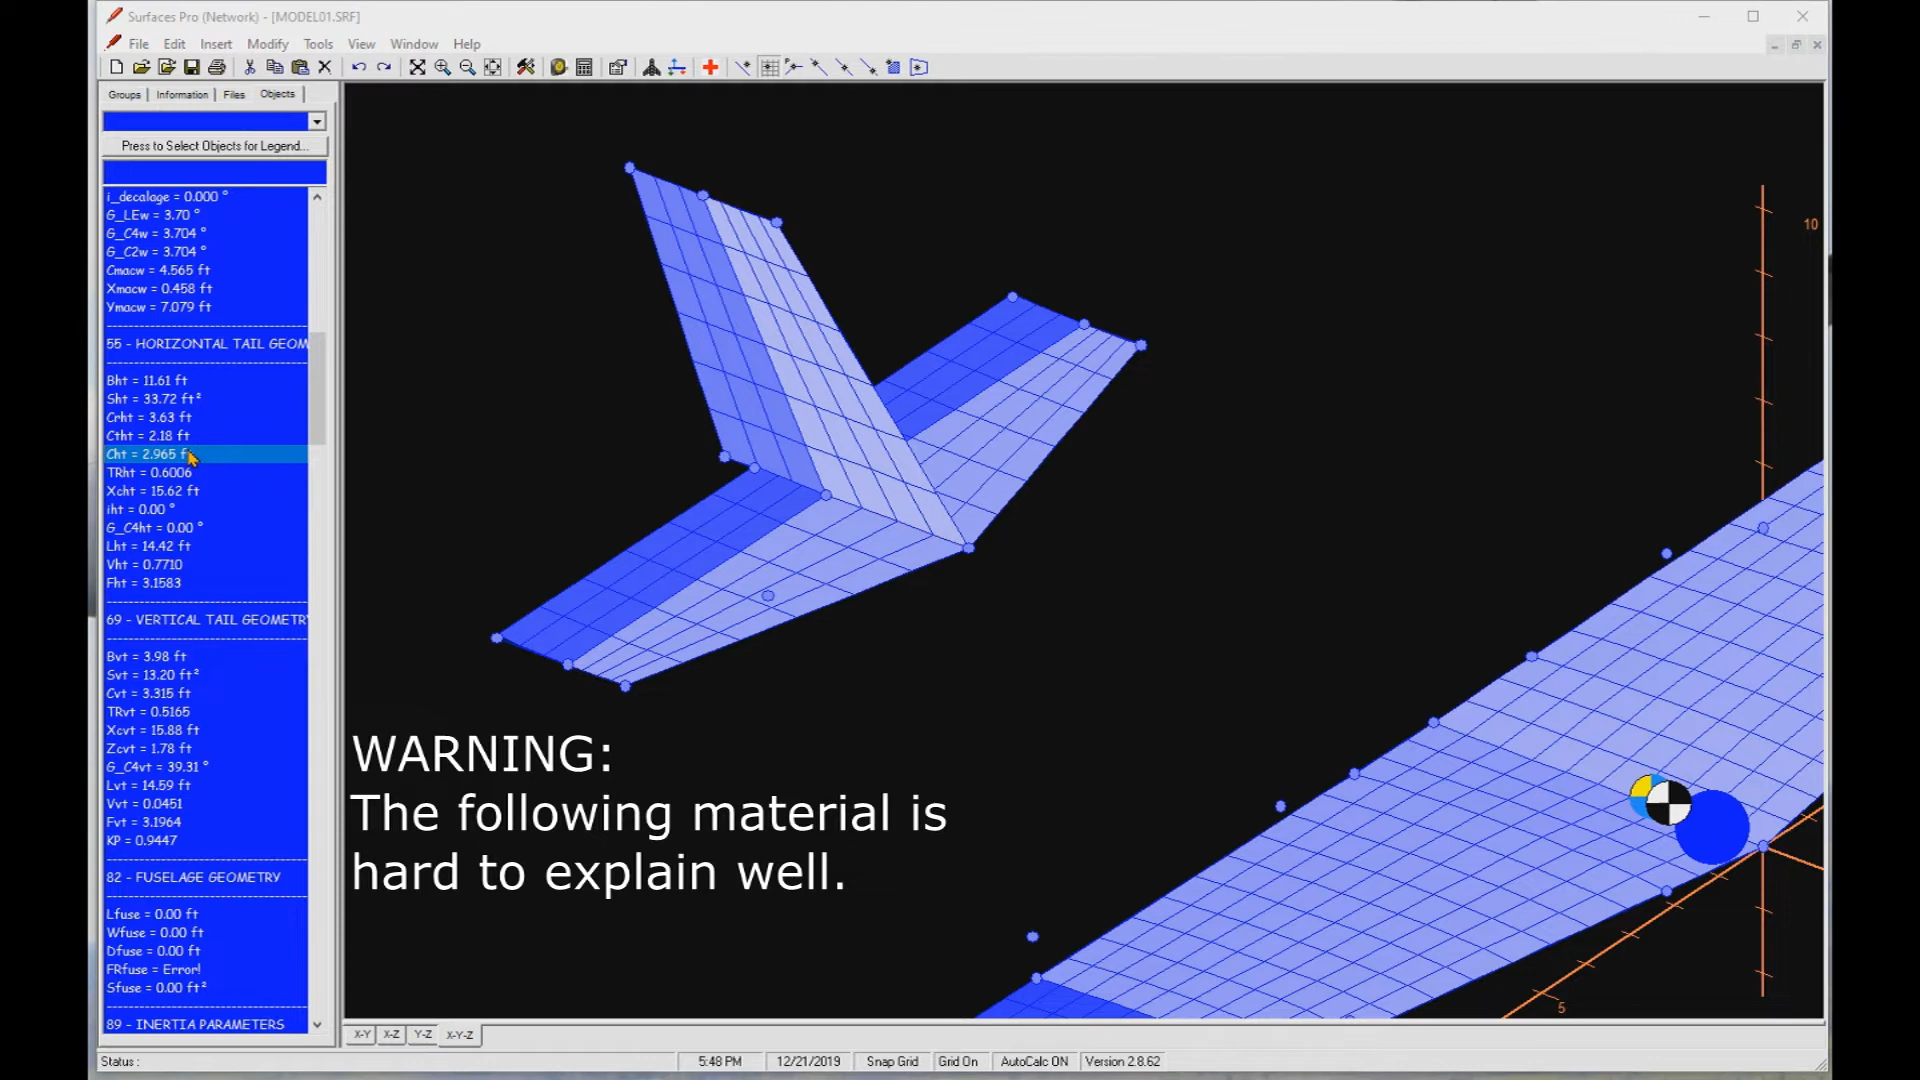 Surfaces Pro (Network) - [MODEL01.SRF]
File Edit Insert Modify Tools View Window Help
Groups Information Files Objects
Press to Select Objects for Legend...
i_decalage = 0.000 °
G_LEw = 3.70 °
G_C4w = 3.704 °
G_C2w = 3.704 °
Cmacw = 4.565 ft
Xmacw = 0.458 ft
Ymacw = 7.079 ft
55 - HORIZONTAL TAIL GEOM
Bht = 11.61 ft
Sht = 33.72 ft²
Crht = 3.63 ft
Ctht = 2.18 ft
Cht = 2.965 f
TRht = 0.6006
Xcht = 15.62 ft
iht = 0.00 °
G_C4ht = 0.00 °
Lht = 14.42 ft
Vht = 0.7710
Fht = 3.1583
69 - VERTICAL TAIL GEOMETRY
Bvt = 3.98 ft
Svt = 13.20 ft²
Cvt = 3.315 ft
TRvt = 0.5165
Xcvt = 15.88 ft
Zcvt = 1.78 ft
G_C4vt = 39.31 °
Lvt = 14.59 ft
Vvt = 0.0451
Fvt = 3.1964
KP = 0.9447
82 - FUSELAGE GEOMETRY
Lfuse = 0.00 ft
Wfuse = 0.00 ft
Dfuse = 0.00 ft
FRfuse = Error!
Sfuse = 0.00 ft²
89 - INERTIA PARAMETERS
10
5
WARNING:
The following material is
hard to explain well.
X-Y X-Z Y-Z X-Y-Z
Status : 5:48 PM 12/21/2019 Snap Grid Grid On AutoCalc ON Version 2.8.62